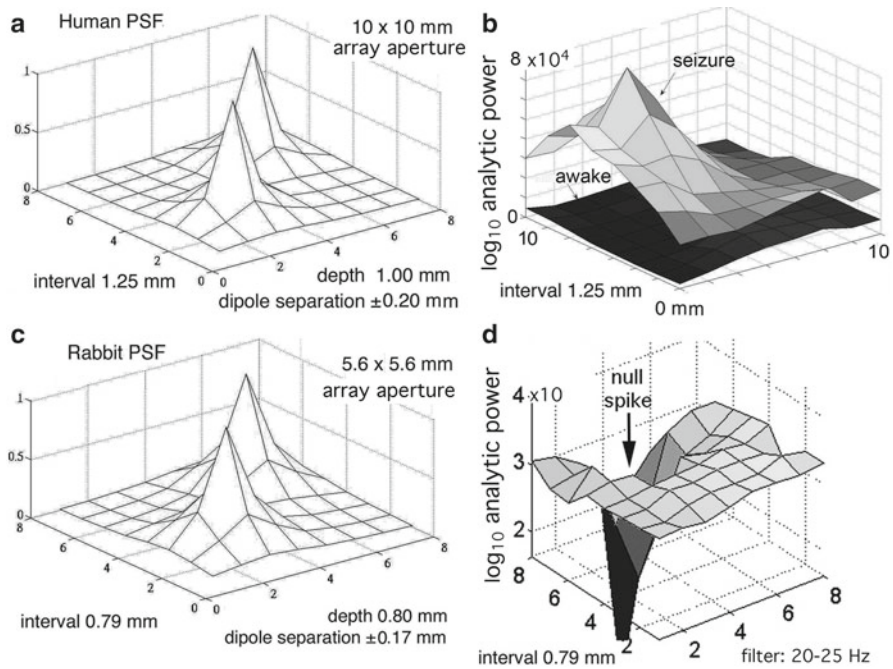 a
Human PSF
10 x 10 mm
array aperture
1
0.5
0
8
6
4
2
0
0
2
4
6
8
interval 1.25 mm
depth 1.00 mm
dipole separation ±0.20 mm
b
8 x10⁴
seizure
awake
log₁₀ analytic power
0
10
10
interval 1.25 mm
0 mm
c
Rabbit PSF
5.6 x 5.6 mm
array aperture
1
0.5
0
8
6
4
2
0
0
2
4
6
8
interval 0.79 mm
depth 0.80 mm
dipole separation ±0.17 mm
d
null
spike
4 x10
3
2
log₁₀ analytic power
8
6
4
2
2
4
6
8
interval 0.79 mm
filter: 20-25 Hz